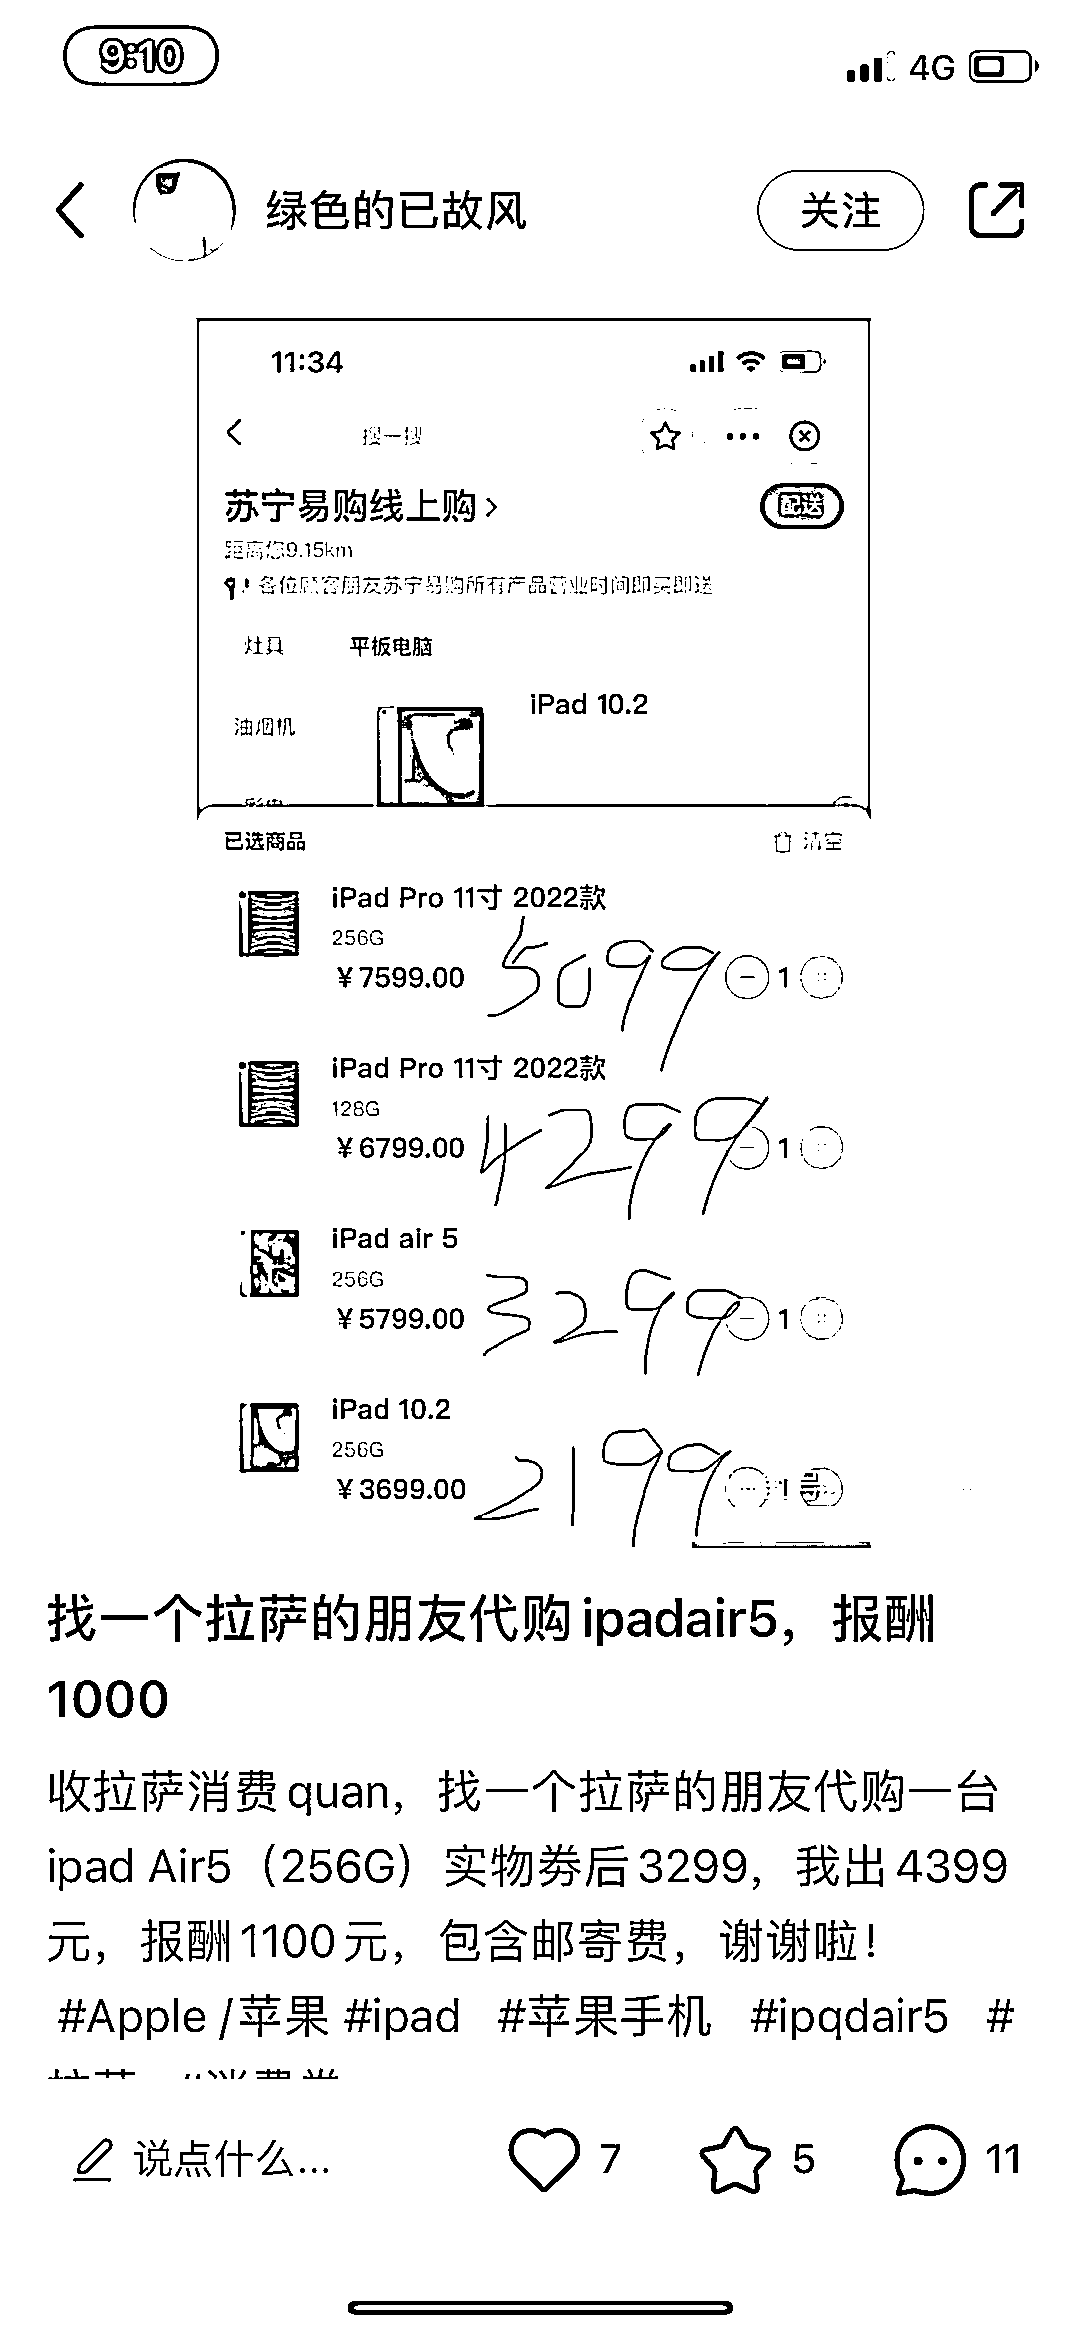 9:10
4G
绿色的已故风
关注
11:34
搜一搜
苏宁易购线上购
配送
距离您9.15km
各位顾客朋友苏宁易购所有产品营业时间即买即送
灶具
平板电脑
油烟机
iPad 10.2
已选商品
清空
iPad Pro 11寸 2022款
256G
¥7599.00
5099
1
iPad Pro 11寸 2022款
128G
¥6799.00
4299
1
iPad air 5
256G
¥5799.00
3299
1
iPad 10.2
256G
¥3699.00
2199
找一个拉萨的朋友代购ipadair5，报酬
1000
收拉萨消费quan，找一个拉萨的朋友代购一台
ipad Air5（256G）实物券后3299，我出4399
元，报酬1100元，包含邮寄费，谢谢啦！
#Apple /苹果 #ipad #苹果手机 #ipqdair5 #
说点什么...
7
5
11